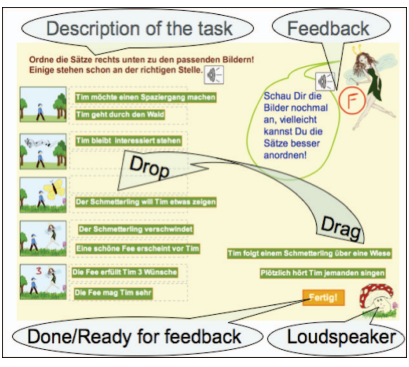 Description of the task
Feedback
Ordne die Sätze rechts unten zu den passenden Bildern!
Einige stehen schon an der richtigen Stelle.
Schau Dir die
Bilder nochmal
an, vielleicht
kannst Du die
Sätze besser
anordnen!
F
Tim möchte einen Spaziergang machen
Tim geht durch den Wald
Tim bleibt interessiert stehen
Drop
Der Schmetterling will Tim etwas zeigen
Drag
Der Schmetterling verschwindet
Eine schöne Fee erscheint vor Tim
Tim folgt einem Schmetterling über eine Wiese
3
Die Fee erfüllt Tim 3 Wünsche
Plötzlich hört Tim jemanden singen
Die Fee mag Tim sehr
Fertig!
Done/Ready for feedback
Loudspeaker